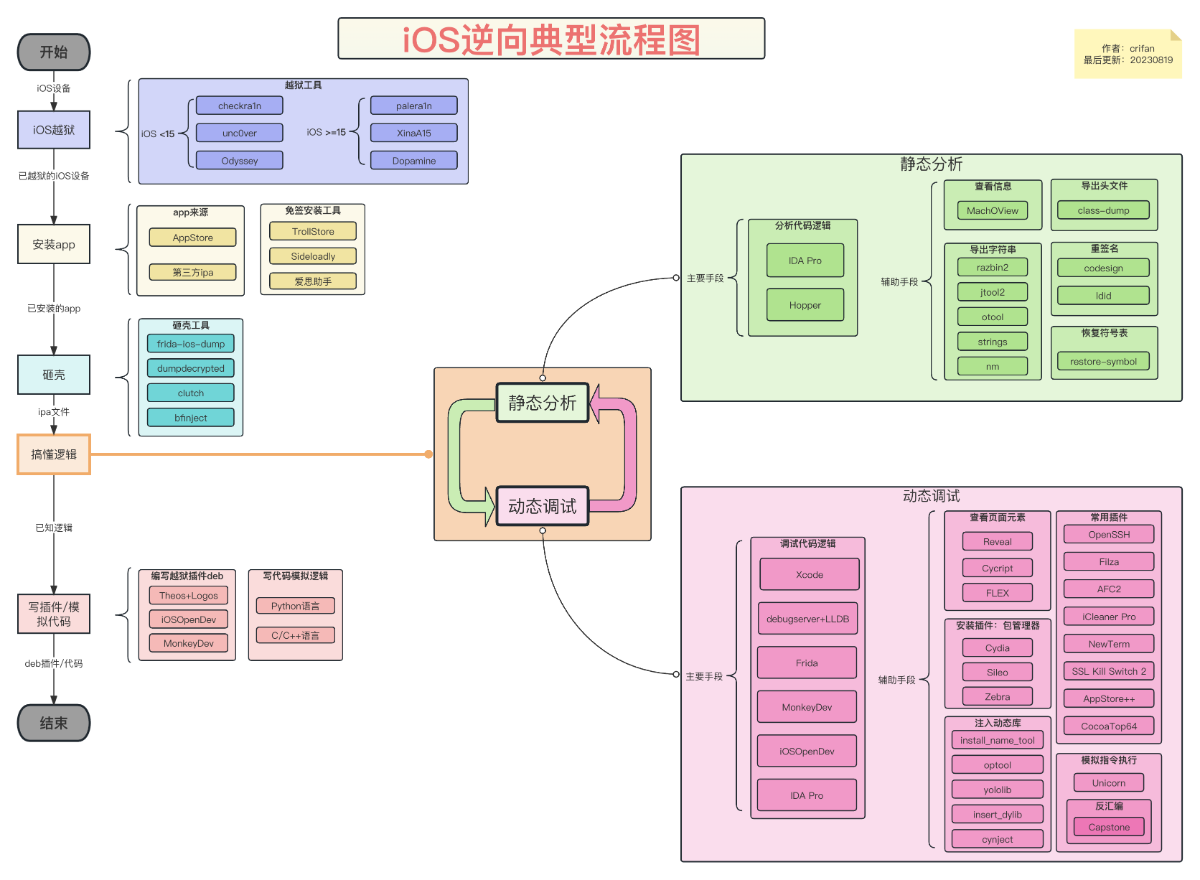 iOS逆向典型流程图
作者：crifan
最后更新：20230819
开始
iOS设备
iOS越狱
已越狱的iOS设备
安装app
已安装的app
砸壳
ipa文件
搞懂逻辑
已知逻辑
写插件/模
拟代码
deb插件/代码
结束
越狱工具
iOS <15
checkra1n
unc0ver
Odyssey
iOS >=15
palera1n
XinaA15
Dopamine
app来源
AppStore
第三方ipa
免签安装工具
TrollStore
Sideloadly
爱思助手
砸壳工具
frida-ios-dump
dumpdecrypted
clutch
bfinject
编写越狱插件deb
Theos+Logos
iOSOpenDev
MonkeyDev
写代码模拟逻辑
Python语言
C/C++语言
静态分析
动态调试
静态分析
主要手段
分析代码逻辑
IDA Pro
Hopper
辅助手段
查看信息
MachOView
导出字符串
razbin2
jtool2
otool
strings
nm
导出头文件
class-dump
重签名
codesign
ldid
恢复符号表
restore-symbol
动态调试
主要手段
调试代码逻辑
Xcode
debugserver+LLDB
Frida
MonkeyDev
iOSOpenDev
IDA Pro
辅助手段
查看页面元素
Reveal
Cycript
FLEX
安装插件：包管理器
Cydia
Sileo
Zebra
注入动态库
install_name_tool
optool
yololib
insert_dylib
cynject
常用插件
OpenSSH
Filza
AFC2
iCleaner Pro
NewTerm
SSL Kill Switch 2
AppStore++
CocoaTop64
模拟指令执行
Unicorn
反汇编
Capstone